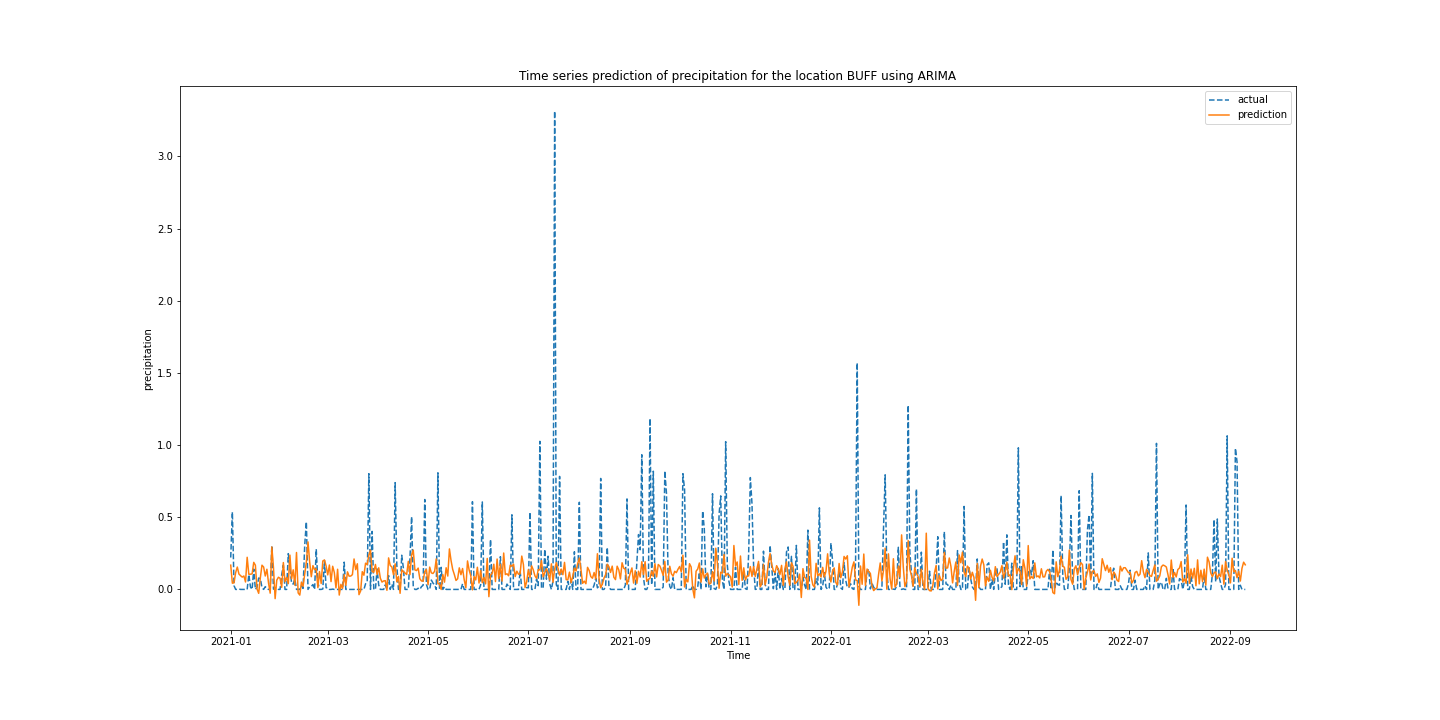 Time series prediction of precipitation for the location BUFF using ARIMA
actual
prediction
3.0
2.5
2.0
1.5
1.0
0.5
0.0
precipitation
2021-01 2021-03 2021-05 2021-07 2021-09 2021-11 2022-01 2022-03 2022-05 2022-07 2022-09
Time